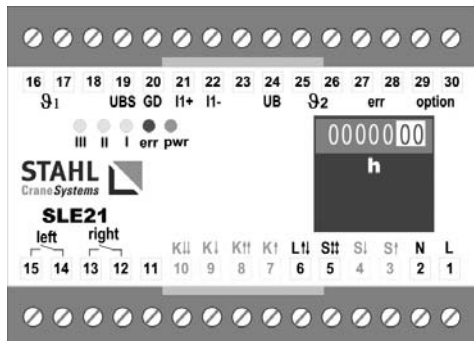 16 17 18 19 20 21 22 23 24 25 26 27 28 29 30
ϑ1 UBS GD I1+ I1- UB ϑ2 err option
III II I err pwr
0000000
h
STAHL
CraneSystems
SLE21
left right
K⇊ K↓ K⇈ K↑ L⇅ S⇅ S↓ S↑ N L
15 14 13 12 11 10 9 8 7 6 5 4 3 2 1